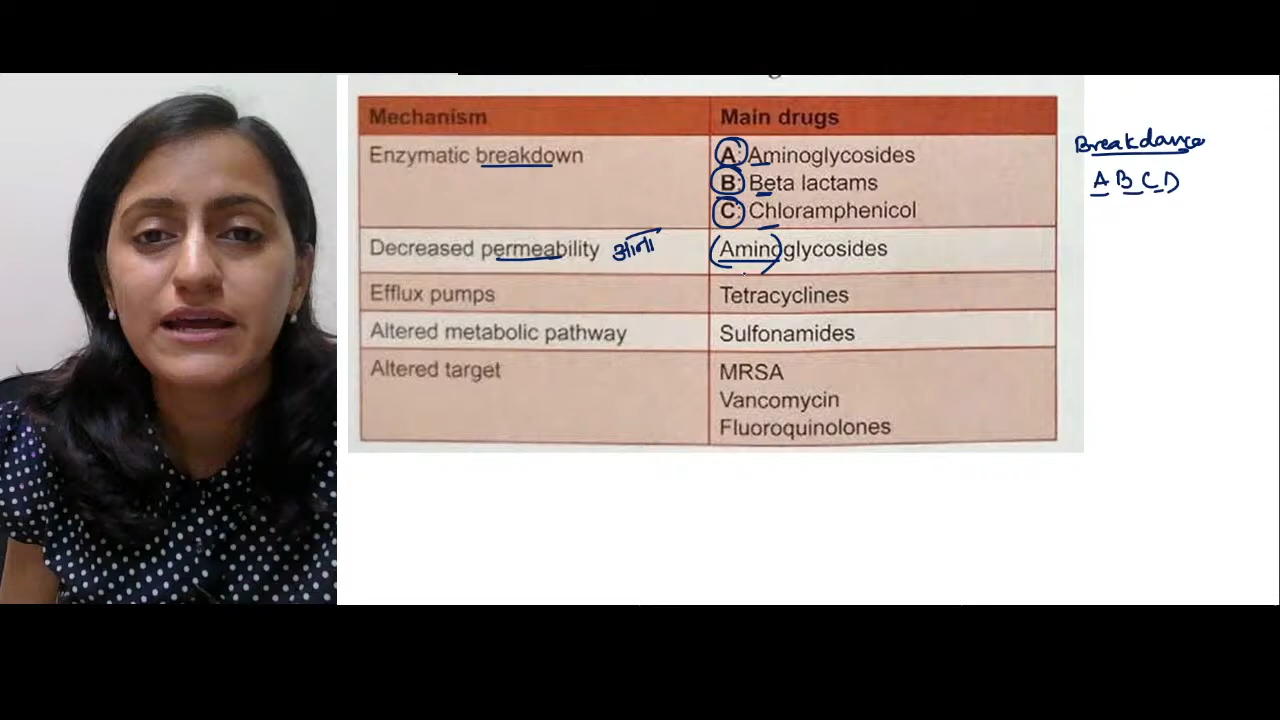 Mechanism Main drugs
Enzymatic breakdown A: Aminoglycosides
B: Beta lactams
C: Chloramphenicol
Decreased permeability आना Aminoglycosides
Efflux pumps Tetracyclines
Altered metabolic pathway Sulfonamides
Altered target MRSA
Vancomycin
Fluoroquinolones
Breakdance
A B C D